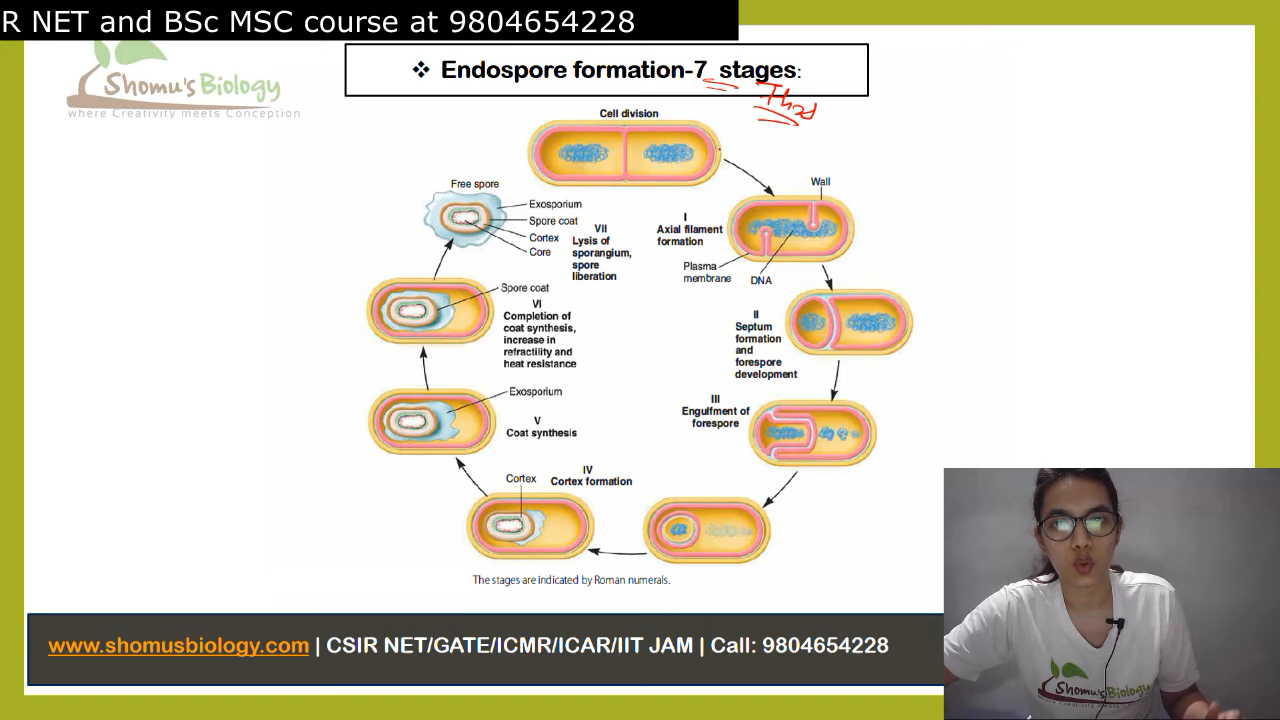 R NET and BSc MSC course at 9804654228
Shomu's Biology
where Creativity meets Conception
❖ Endospore formation-7 stages:
Cell division
Free spore
Exosporium
Spore coat
Cortex
Core
VII
Lysis of
sporangium,
spore
liberation
I
Axial filament
formation
Wall
Plasma
membrane
DNA
Spore coat
VI
Completion of
coat synthesis,
increase in
refractility and
heat resistance
II
Septum
formation
and
forespore
development
Exosporium
V
Coat synthesis
III
Engulfment of
forespore
Cortex
IV
Cortex formation
The stages are indicated by Roman numerals.
www.shomusbiology.com | CSIR NET/GATE/ICMR/ICAR/IIT JAM | Call: 9804654228
Shomu's Biology